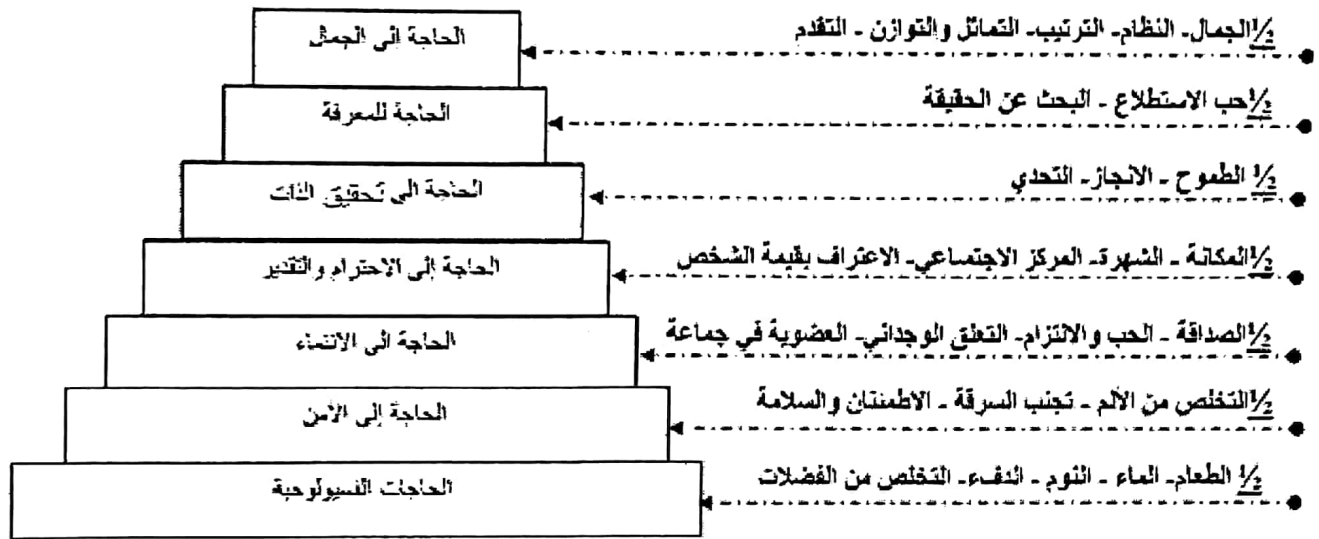 الحاجة إلى الجمال
½ الجمال- النظام- الترتيب- التماثل والتوازن - التقدم
الحاجة للمعرفة
½ حب الاستطلاع - البحث عن الحقيقة
الحاجة الى تحقيق الذات
½ الطموح - الانجاز- التحدي
الحاجة إلى الاحترام والتقدير
½ المكانة - الشهرة- المركز الاجتماعي- الاعتراف بقيمة الشخص
الحاجة الى الانتماء
½ الصداقة - الحب والالتزام- التعلق الوجداني- العضوية في جماعة
الحاجة إلى الأمن
½ التخلص من الألم - تجنب السرقة - الاطمئنان والسلامة
الحاجات الفسيولوجية
½ الطعام- الماء - النوم - الدفء- التخلص من الفضلات